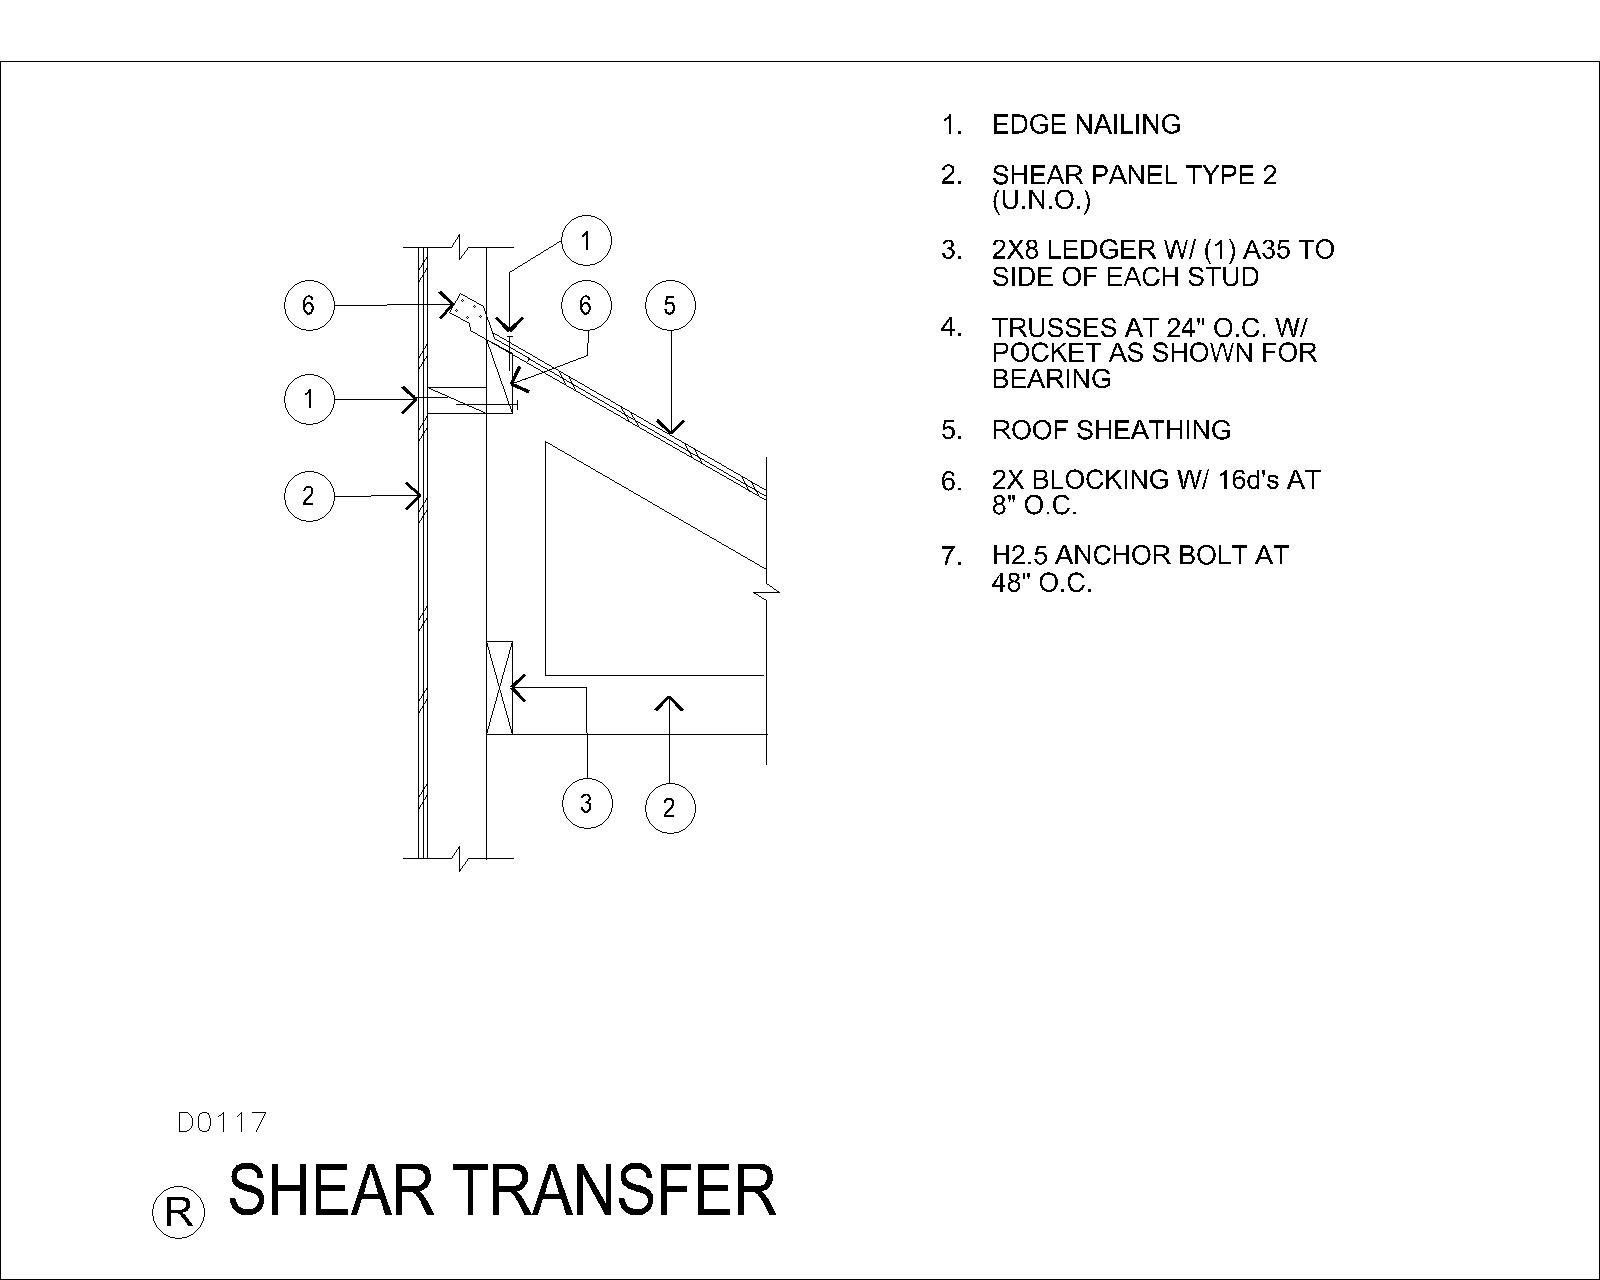 1. EDGE NAILING
2. SHEAR PANEL TYPE 2
(U.N.O.)
3. 2X8 LEDGER W/ (1) A35 TO
SIDE OF EACH STUD
4. TRUSSES AT 24" O.C. W/
POCKET AS SHOWN FOR
BEARING
5. ROOF SHEATHING
6. 2X BLOCKING W/ 16d's AT
8" O.C.
7. H2.5 ANCHOR BOLT AT
48" O.C.
1
6
6
5
1
2
3
2
D0117
R SHEAR TRANSFER